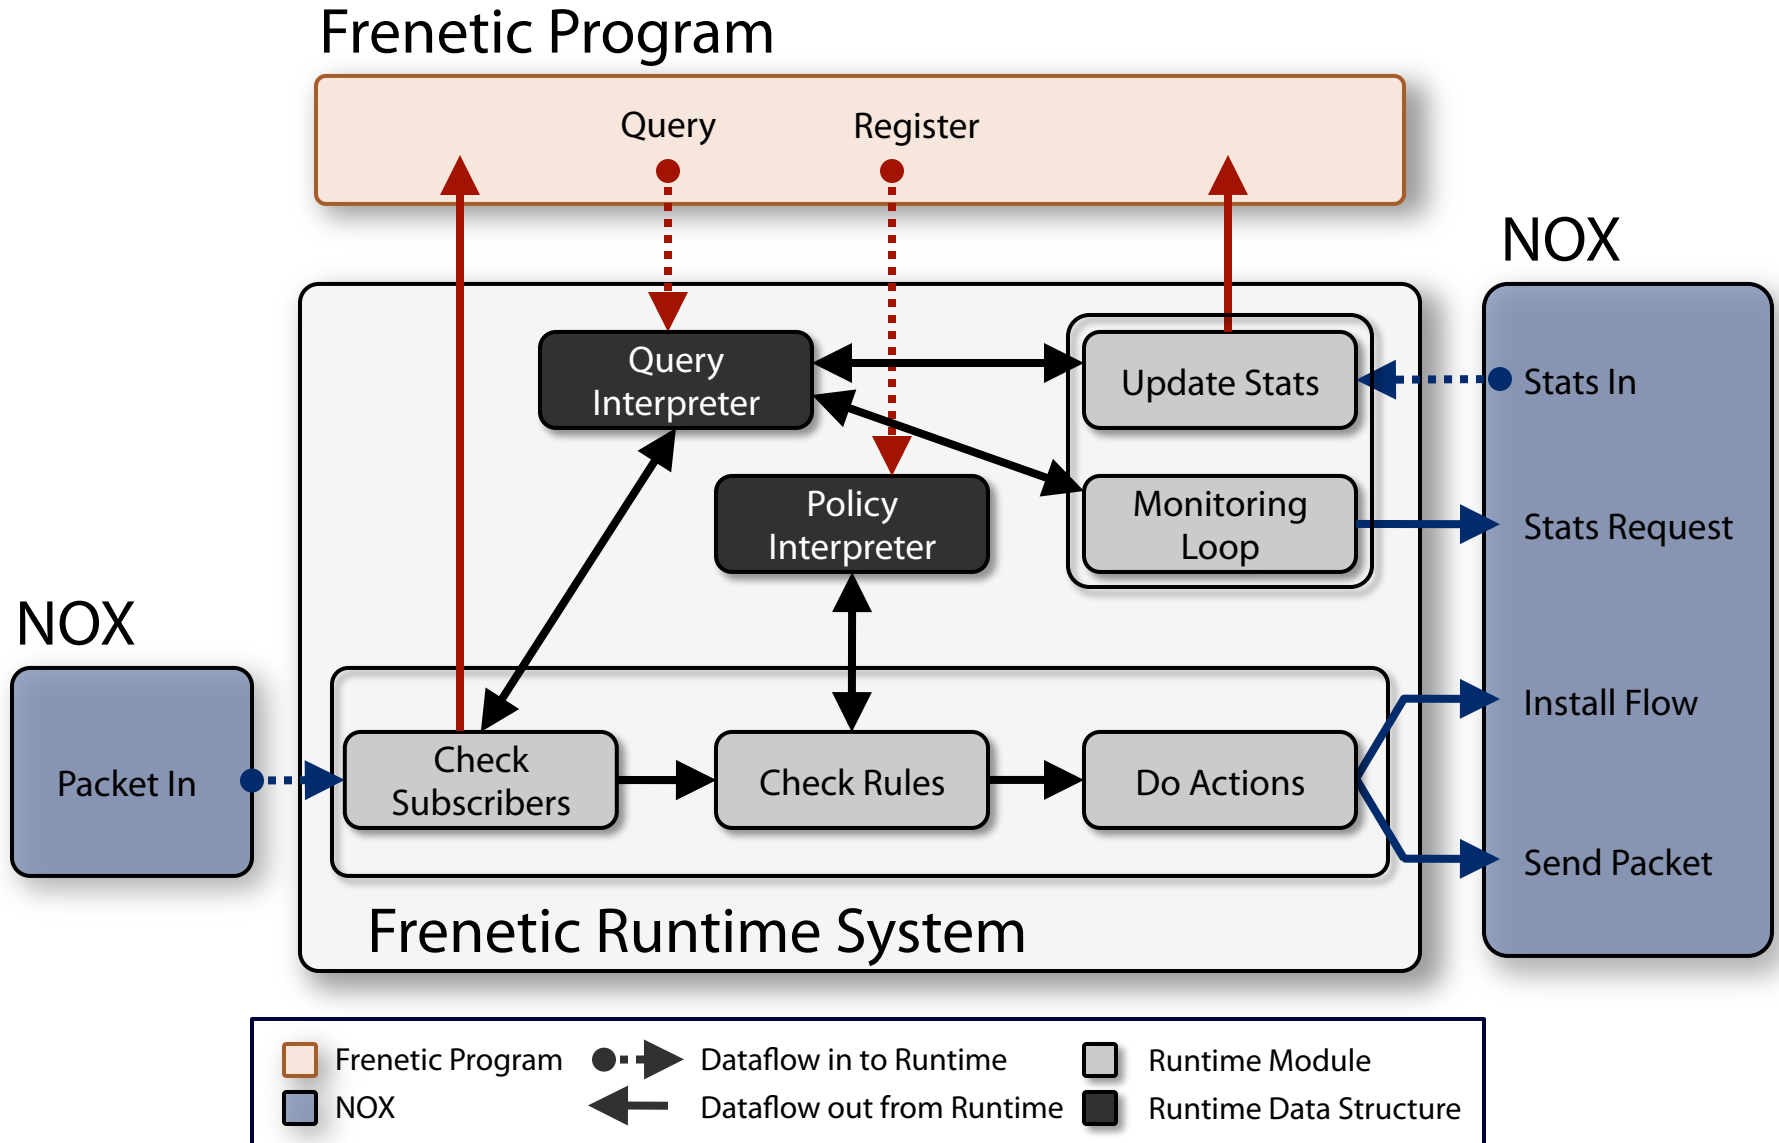 Frenetic Program
Query
Register
NOX
Query
Interpreter
Update Stats
Stats In
Policy
Interpreter
Monitoring
Loop
Stats Request
NOX
Install Flow
Packet In
Check
Subscribers
Check Rules
Do Actions
Send Packet
Frenetic Runtime System
Frenetic Program
Dataflow in to Runtime
Runtime Module
NOX
Dataflow out from Runtime
Runtime Data Structure